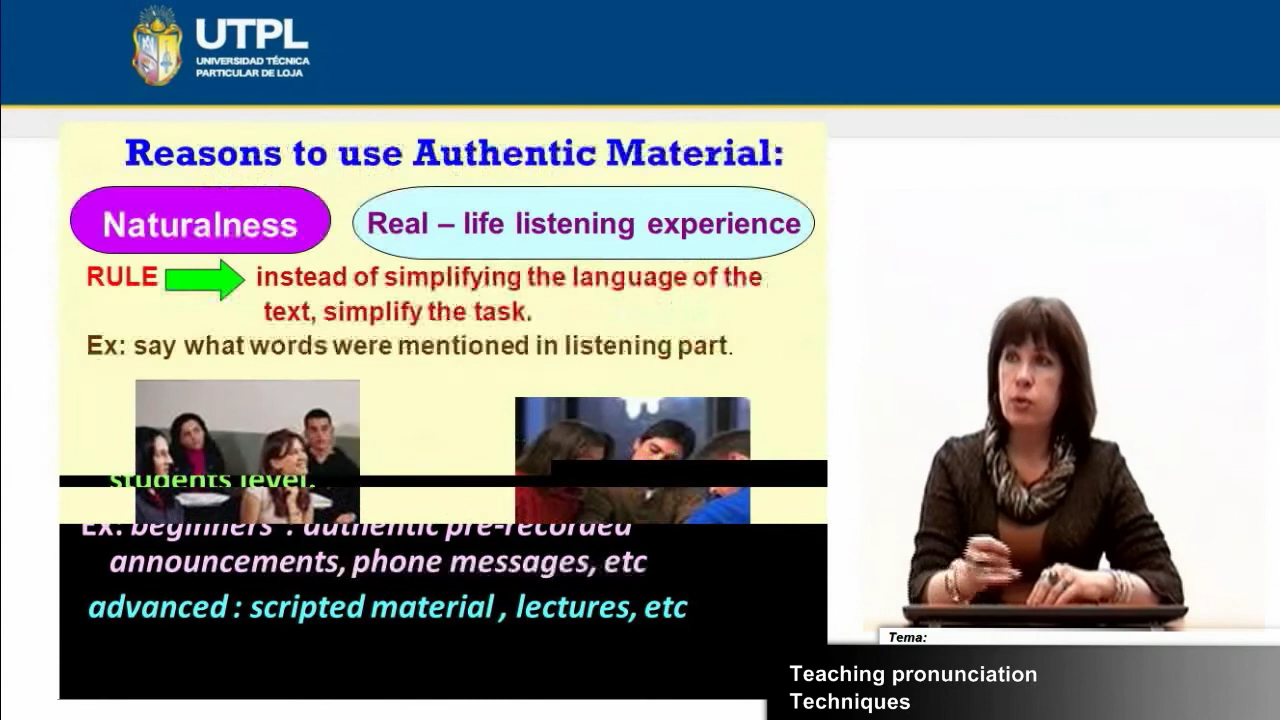 UTPL
UNIVERSIDAD TÉCNICA
PARTICULAR DE LOJA
Reasons to use Authentic Material:
Naturalness
Real – life listening experience
RULE instead of simplifying the language of the
text, simplify the task.
Ex: say what words were mentioned in listening part.
students level.
Ex: beginners : authentic pre-recorded
announcements, phone messages, etc
advanced : scripted material , lectures, etc
Tema:
Teaching pronunciation
Techniques